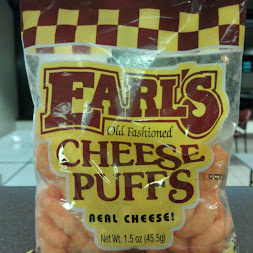 EARL'S
Old Fashioned
CHEESE
PUFFS
REAL CHEESE!
Net Wt. 1.5 oz (45.5g)